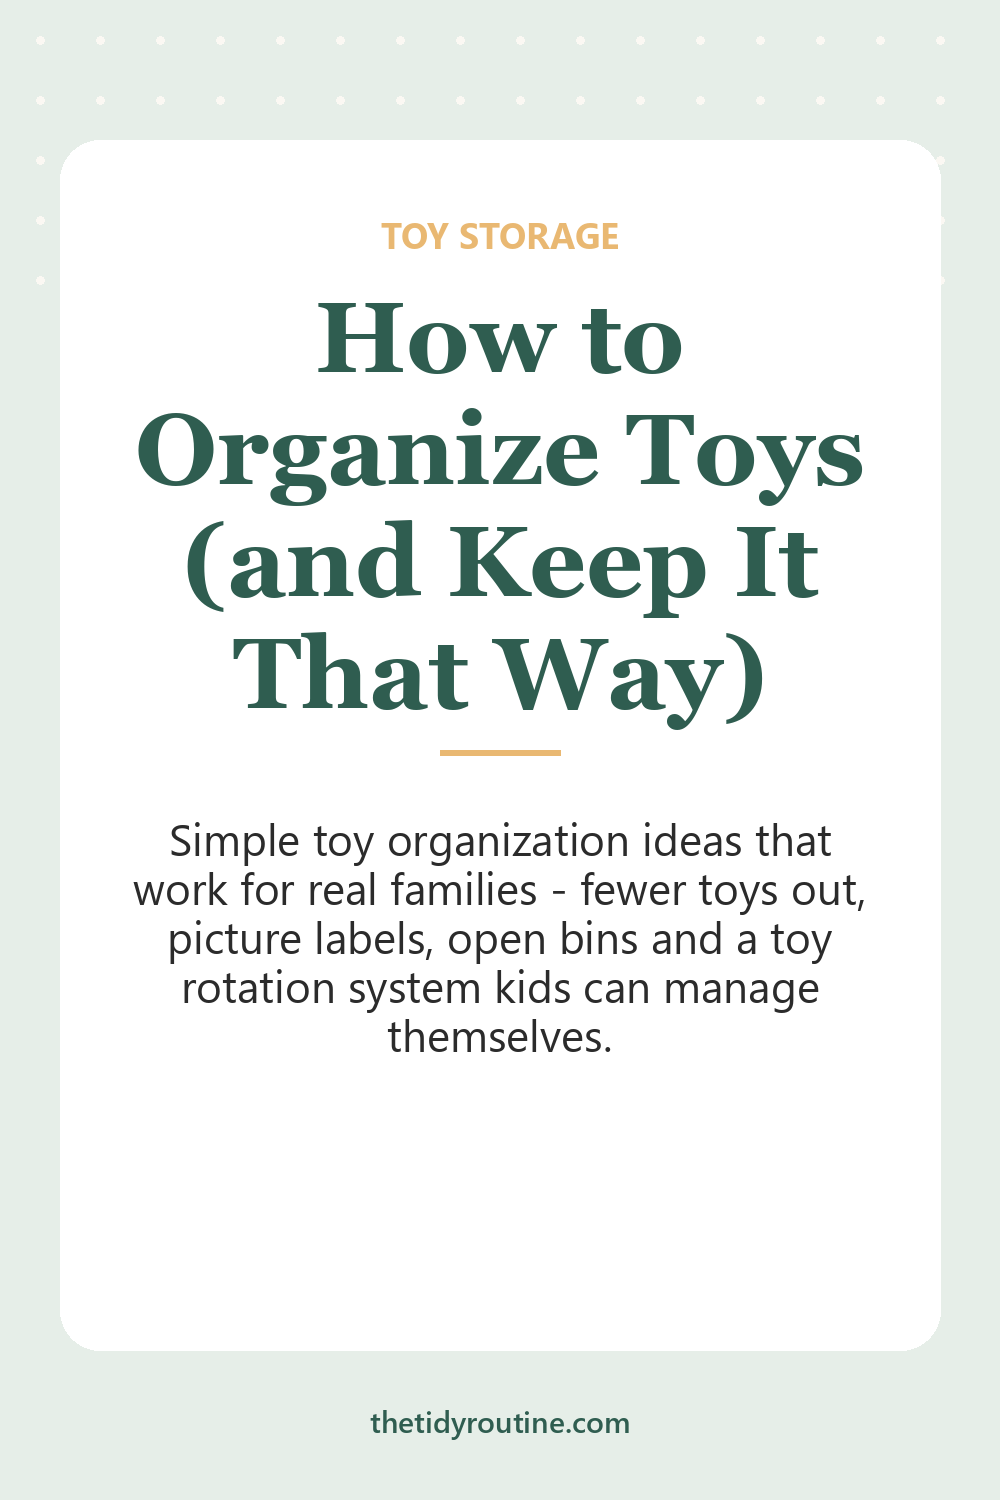 TOY STORAGE
How to
Organize Toys
(and Keep It
That Way)
Simple toy organization ideas that
work for real families - fewer toys out,
picture labels, open bins and a toy
rotation system kids can manage
themselves.
thetidyroutine.com